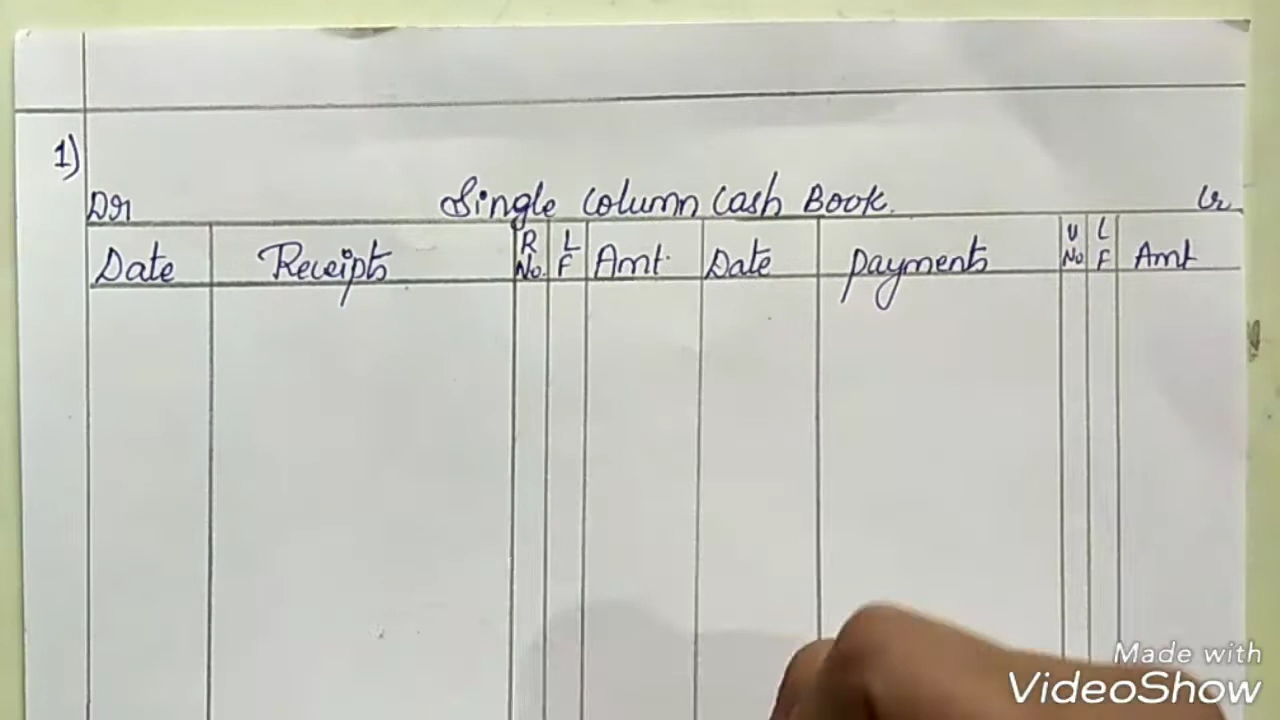 1)
Dr Single Column Cash Book. Cr
Date Receipts R No. L F Amt. Date Payments V No L F Amt
Made with
VideoShow